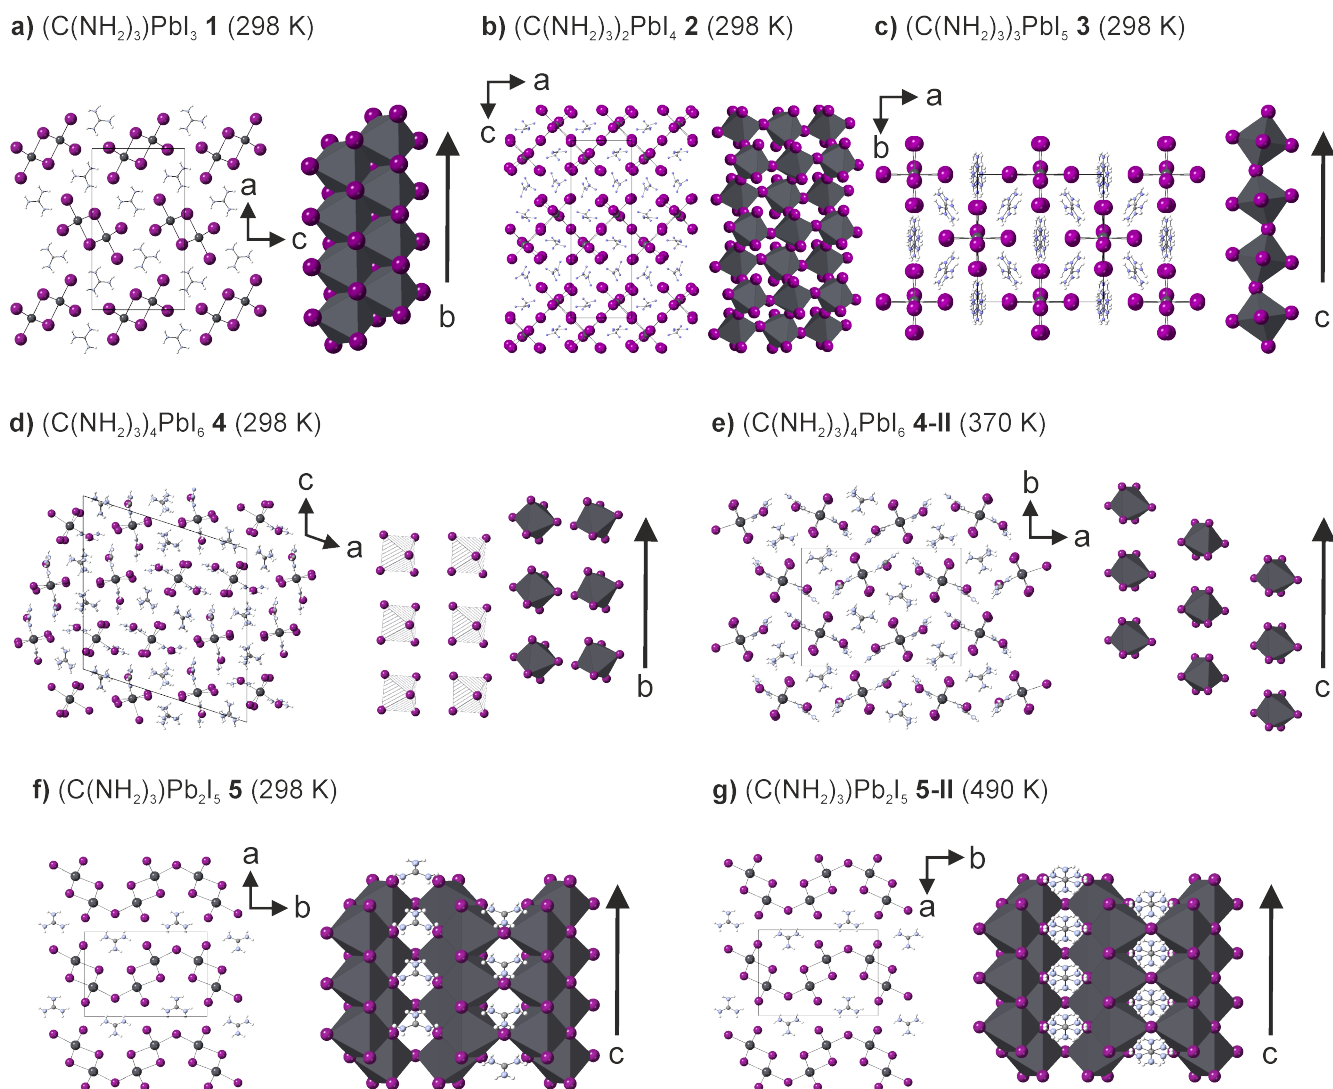 a) (C(NH₂)₃)PbI₃ 1 (298 K)
b) (C(NH₂)₃)₂PbI₄ 2 (298 K)
c) (C(NH₂)₃)₃PbI₅ 3 (298 K)
a
c
b
a
c
a
b
c
d) (C(NH₂)₃)₄PbI₆ 4 (298 K)
e) (C(NH₂)₃)₄PbI₆ 4-II (370 K)
c
a
b
b
a
c
f) (C(NH₂)₃)Pb₂I₅ 5 (298 K)
g) (C(NH₂)₃)Pb₂I₅ 5-II (490 K)
a
b
c
b
a
c